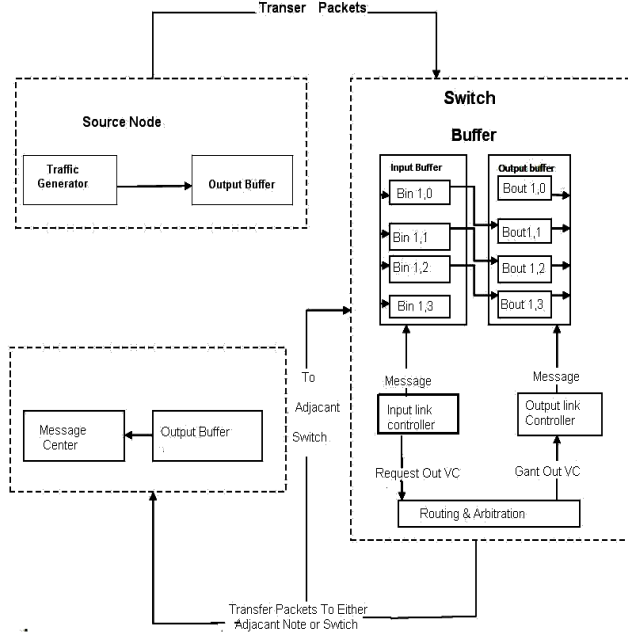 Transer Packets
Source Node
Traffic
Generator
Output Buffer
Switch
Buffer
Input Buffer
Bin 1,0
Bin 1,1
Bin 1,2
Bin 1,3
Output buffer
Bout 1,0
Bout1,1
Bout 1,2
Bout 1,3
Message
Input link
controller
Request Out VC
Message
Output link
Controller
Gant Out VC
Routing & Arbitration
To
Adjacant
Switch
Message
Center
Output Buffer
Transfer Packets To Either
Adjacant Note or Swtich